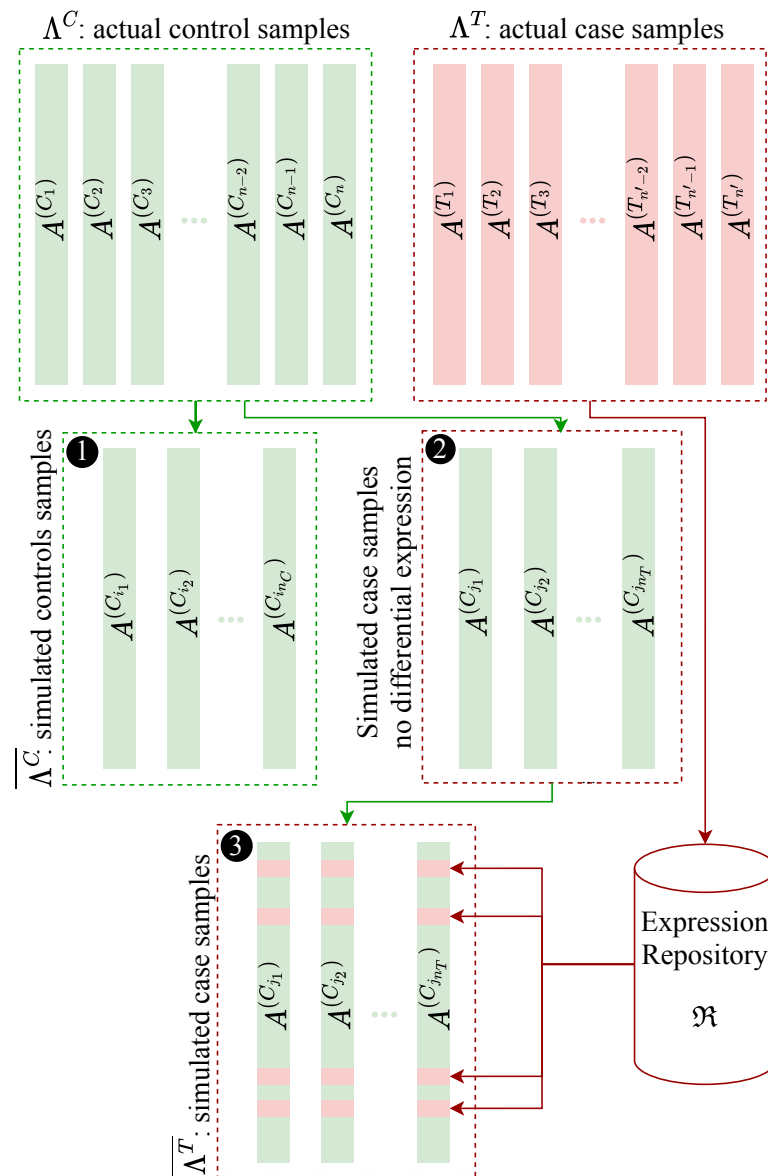 Λ^C: actual control samples
Λ^T: actual case samples
A^(C_1)
A^(C_2)
A^(C_3)
...
A^(C_{n-2})
A^(C_{n-1})
A^(C_n)
A^(T_1)
A^(T_2)
A^(T_3)
...
A^(T_{n'-2})
A^(T_{n'-1})
A^(T_{n'})
1
\overline{Λ^C}: simulated controls samples
A^(C_{i_1})
A^(C_{i_2})
...
A^(C_{i_{n_C}})
2
Simulated case samples
no differential expression
A^(C_{j_1})
A^(C_{j_2})
...
A^(C_{j_{n_T}})
3
\overline{Λ^T}: simulated case samples
A^(C_{j_1})
A^(C_{j_2})
...
A^(C_{j_{n_T}})
Expression
Repository
ℜ